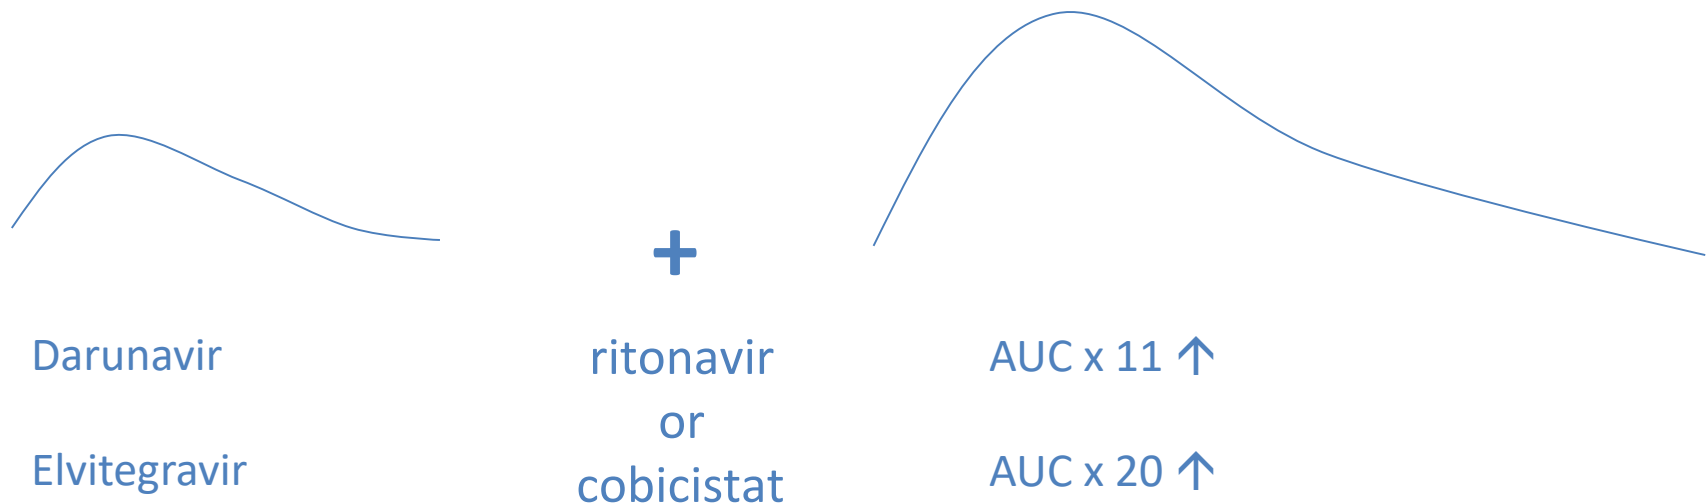 +
Darunavir
ritonavir
AUC x 11 ↑
or
Elvitegravir
cobicistat
AUC x 20 ↑